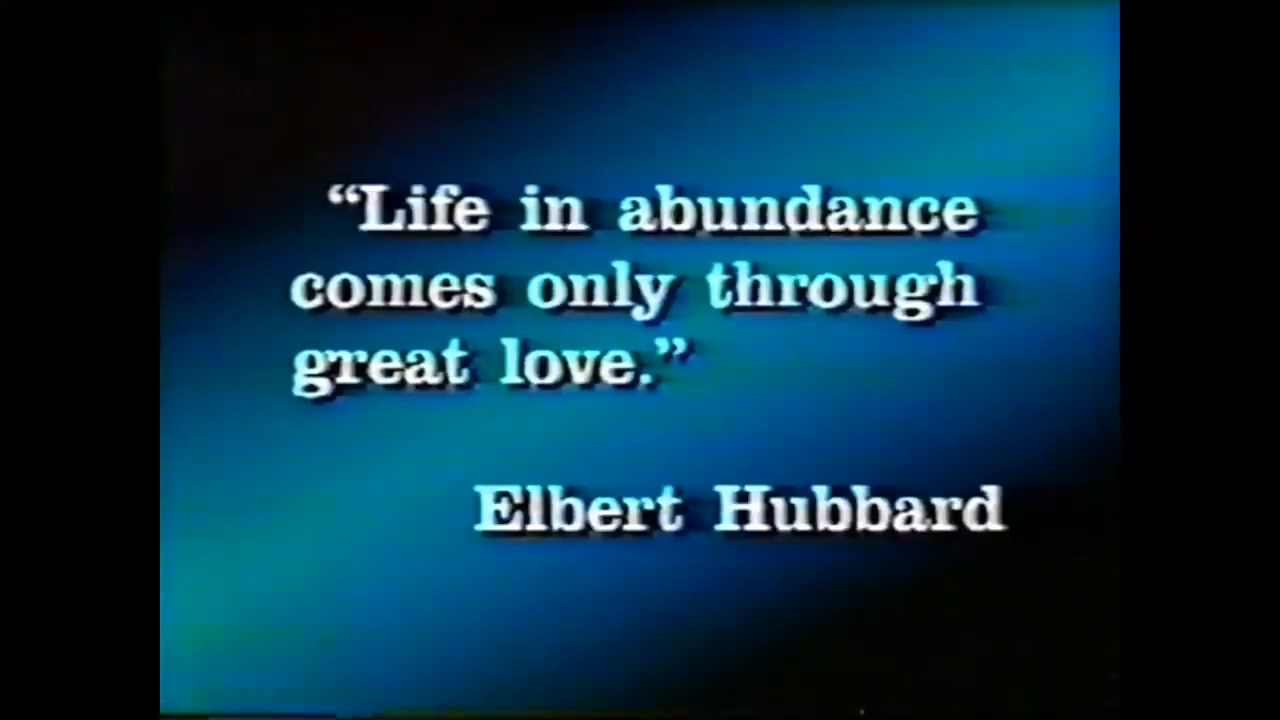 “Life in abundance
comes only through
great love.”
Elbert Hubbard